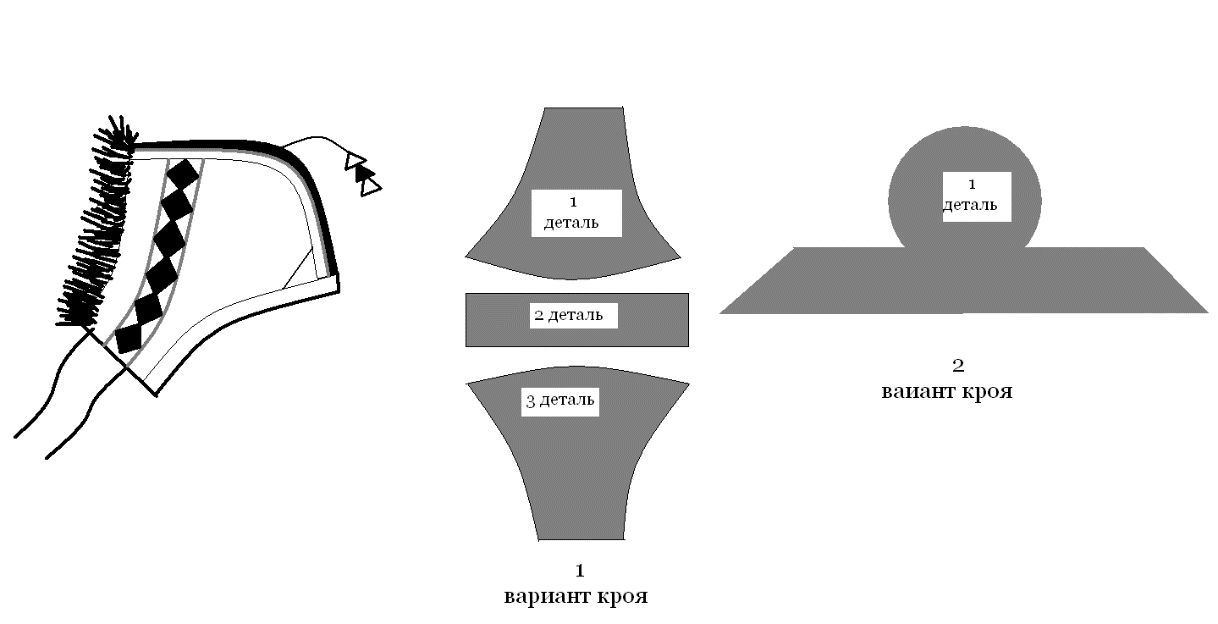 1
деталь
2 деталь
3 деталь
1
вариант кроя
1
деталь
2
ваиант кроя